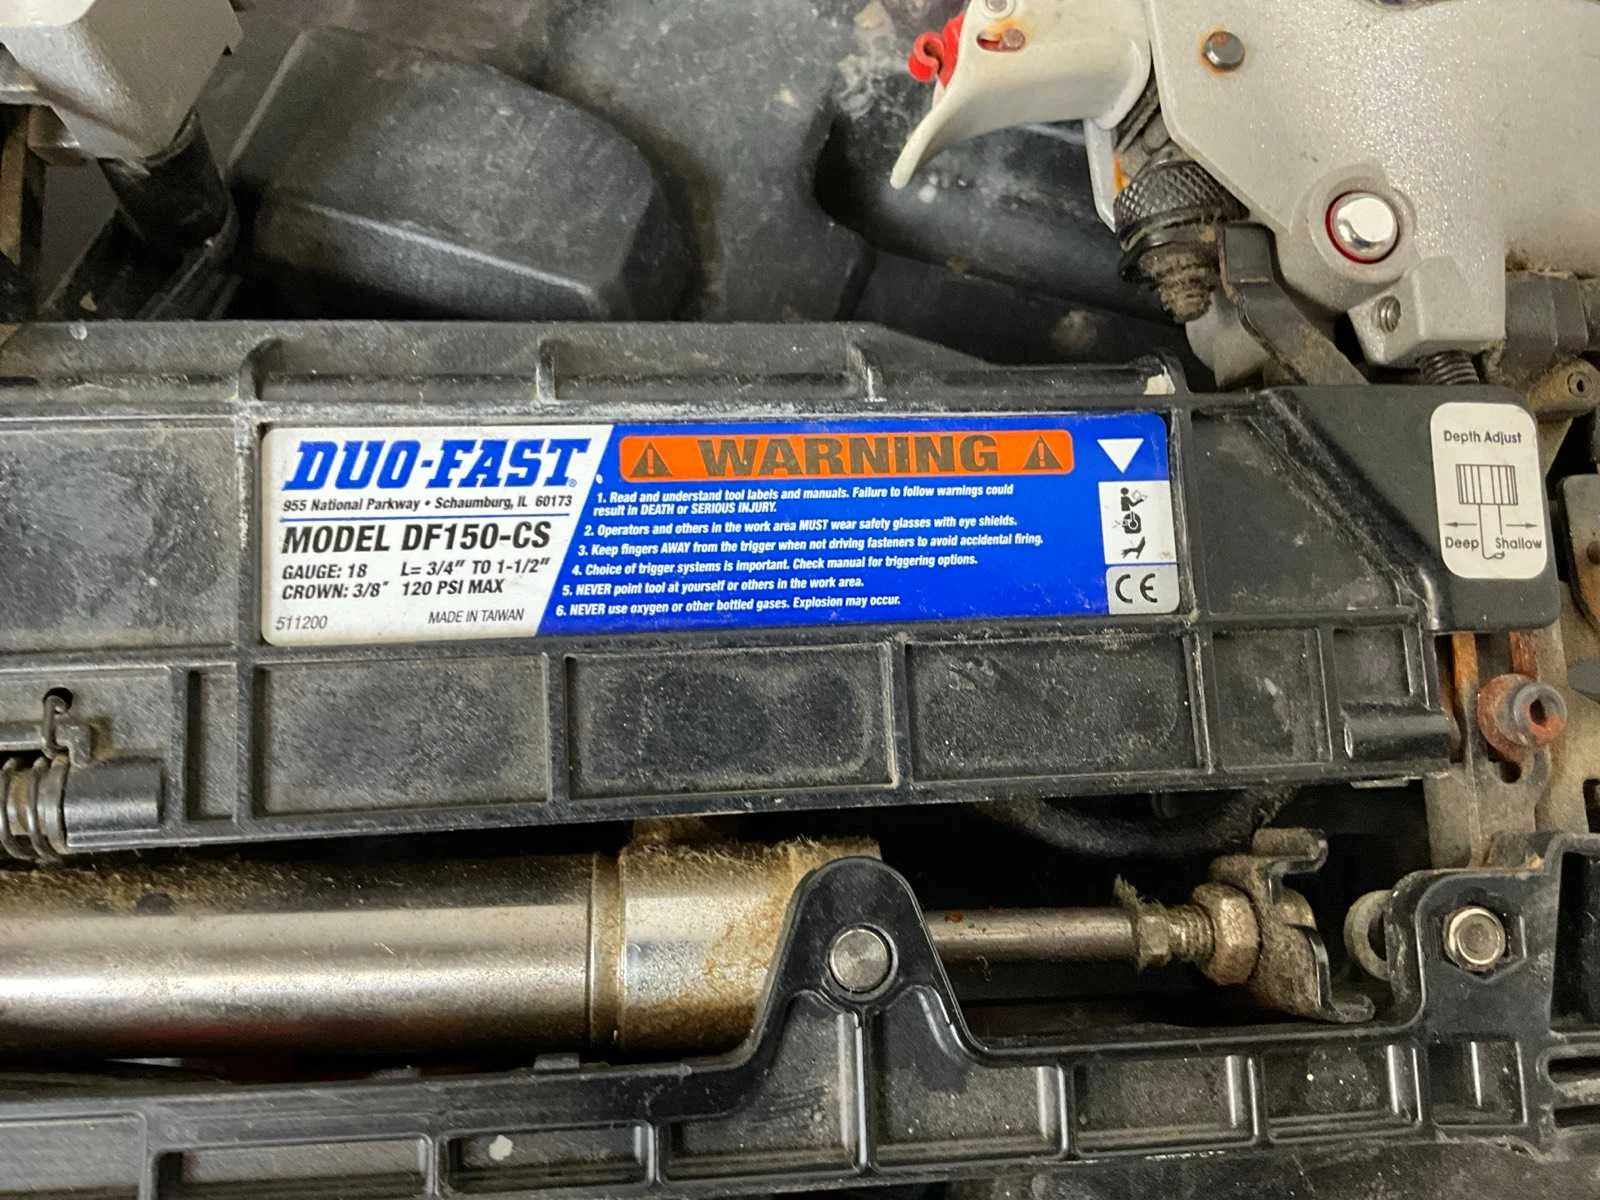 DUO-FAST®
955 National Parkway • Schaumburg, IL 60173
MODEL DF150-CS
GAUGE: 18 L= 3/4" TO 1-1/2"
CROWN: 3/8" 120 PSI MAX
511200 MADE IN TAIWAN
WARNING
1. Read and understand tool labels and manuals. Failure to follow warnings could
result in DEATH or SERIOUS INJURY.
2. Operators and others in the work area MUST wear safety glasses with eye shields.
3. Keep fingers AWAY from the trigger when not driving fasteners to avoid accidental firing.
4. Choice of trigger systems is important. Check manual for triggering options.
5. NEVER point tool at yourself or others in the work area.
6. NEVER use oxygen or other bottled gases. Explosion may occur.
CE
Depth Adjust
Deep Shallow